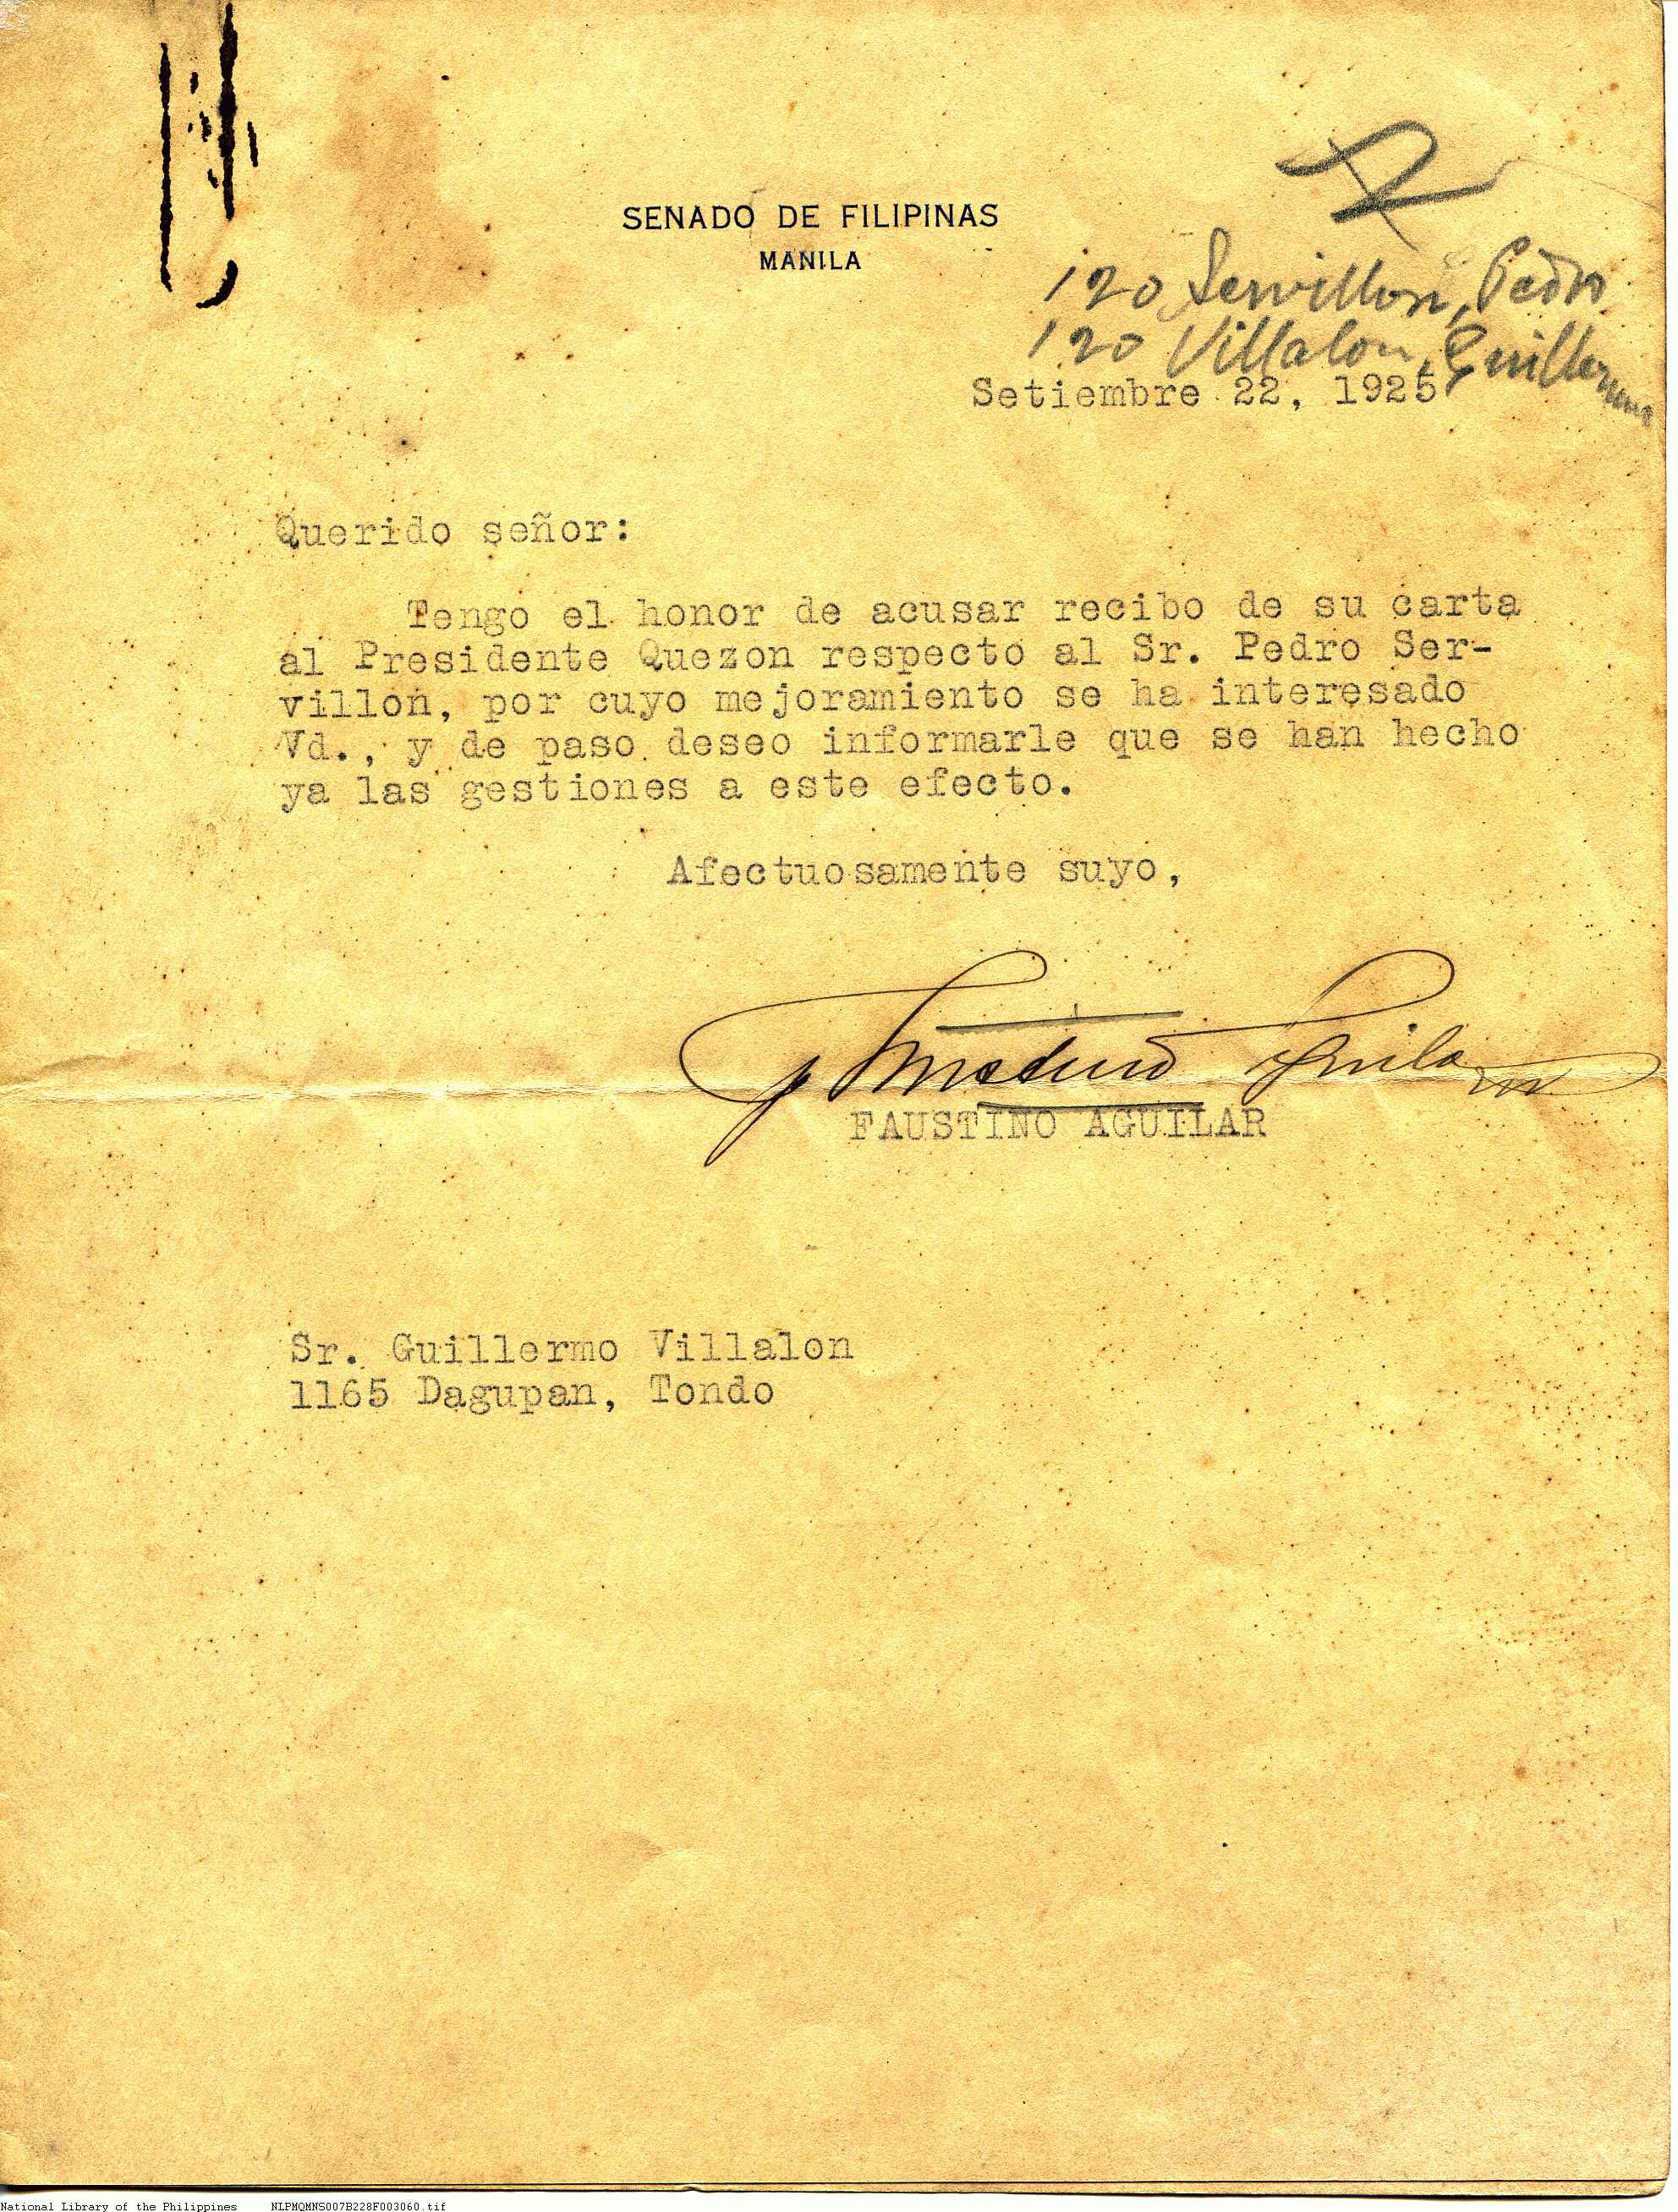 SENADO DE FILIPINAS
MANILA
120 Servillon, Pedro
120 Villalon, Guillermo
Setiembre 22, 1925
Querido señor:
Tengo el honor de acusar recibo de su carta
al Presidente Quezon respecto al Sr. Pedro Ser-
villon, por cuyo mejoramiento se ha interesado
Vd., y de paso deseo informarle que se han hecho
ya las gestiones a este efecto.
Afectuosamente suyo,
Faustino Aguilar
FAUSTINO AGUILAR
Sr. Guillermo Villalon
1165 Dagupan, Tondo
National Library of the Philippines NLPMQMNS007B228F003060.tif